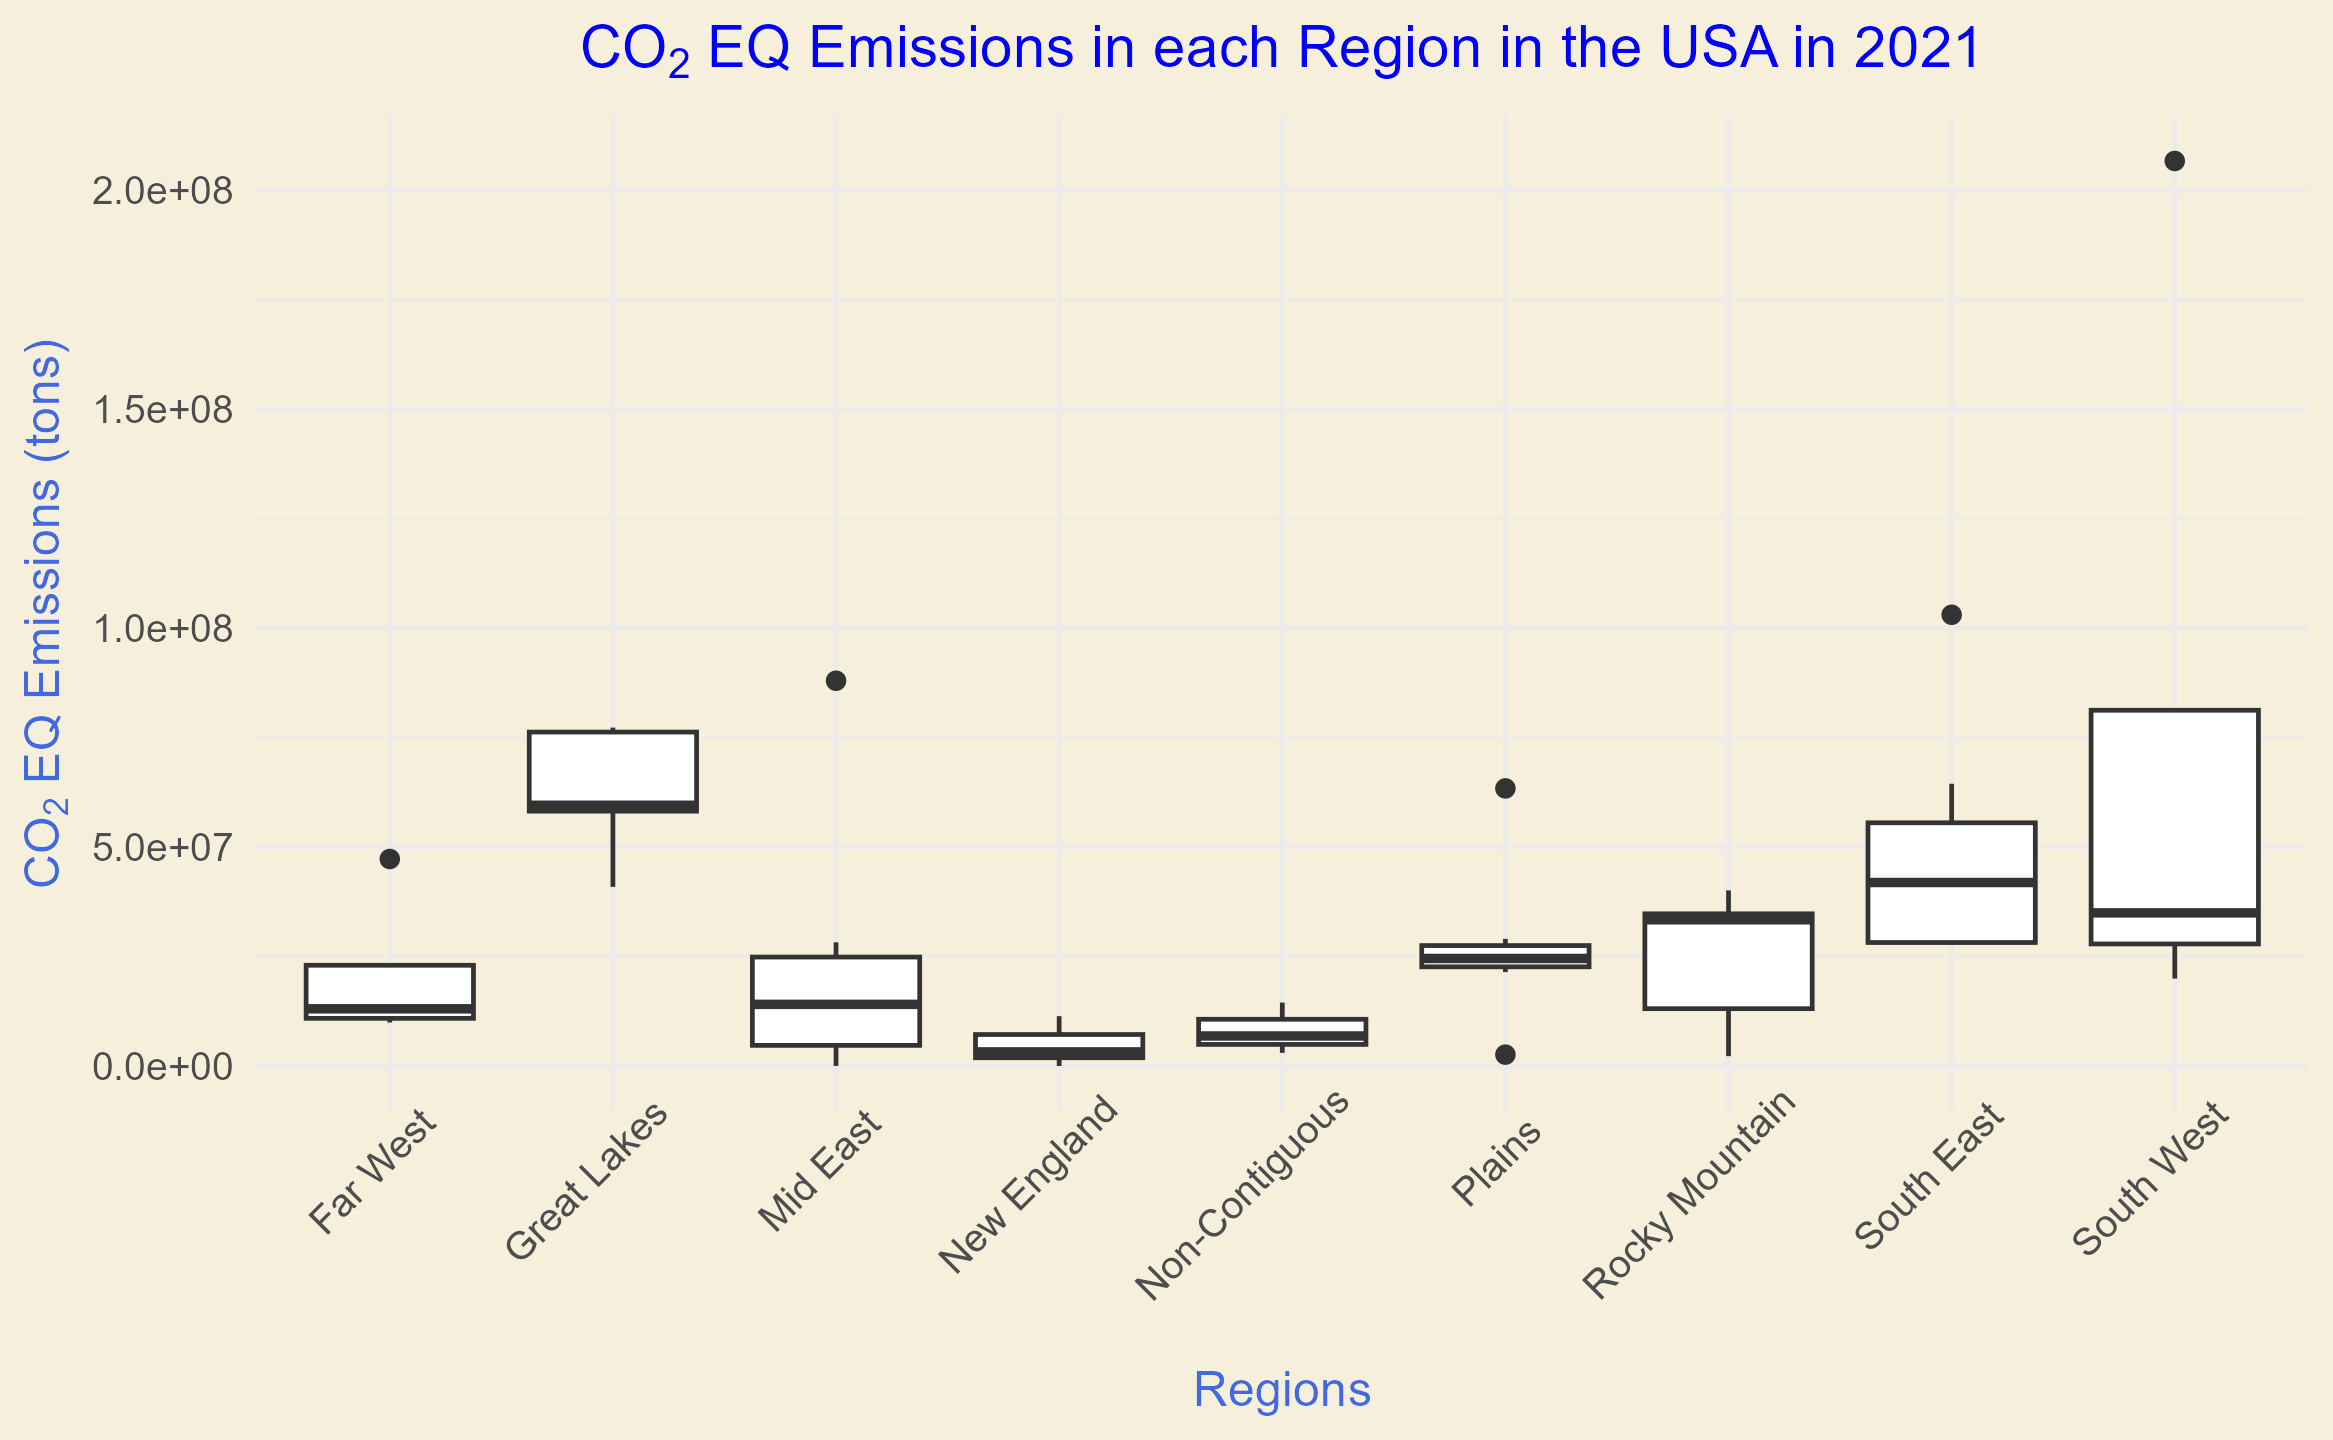 CO₂ EQ Emissions in each Region in the USA in 2021
CO₂ EQ Emissions (tons)
2.0e+08
1.5e+08
1.0e+08
5.0e+07
0.0e+00
Far West
Great Lakes
Mid East
New England
Non-Contiguous
Plains
Rocky Mountain
South East
South West
Regions